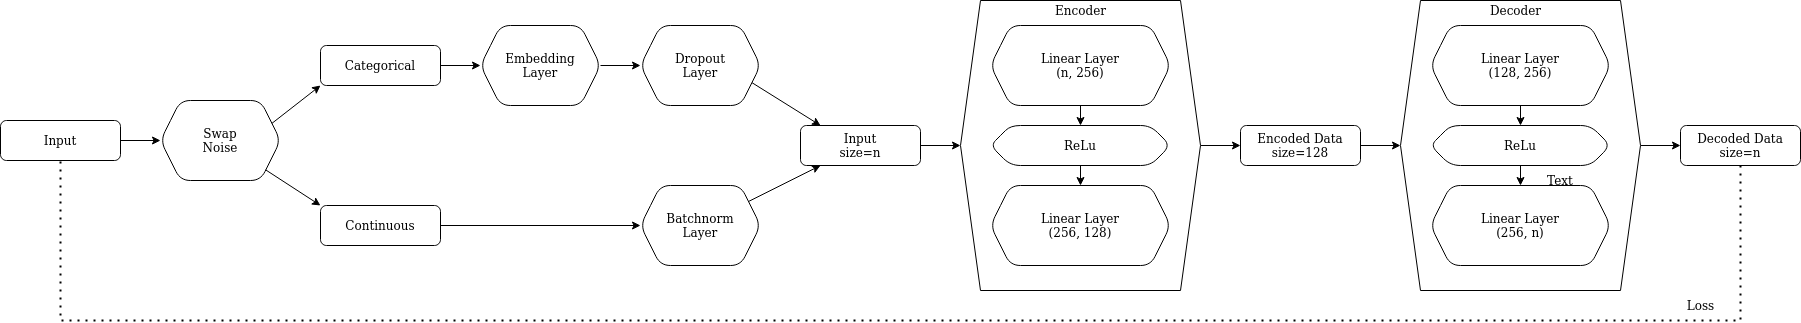 Input
Swap
Noise
Categorical
Continuous
Embedding
Layer
Dropout
Layer
Batchnorm
Layer
Input
size=n
Encoder
Linear Layer
(n, 256)
ReLu
Linear Layer
(256, 128)
Encoded Data
size=128
Decoder
Linear Layer
(128, 256)
ReLu
Text
Linear Layer
(256, n)
Decoded Data
size=n
Loss